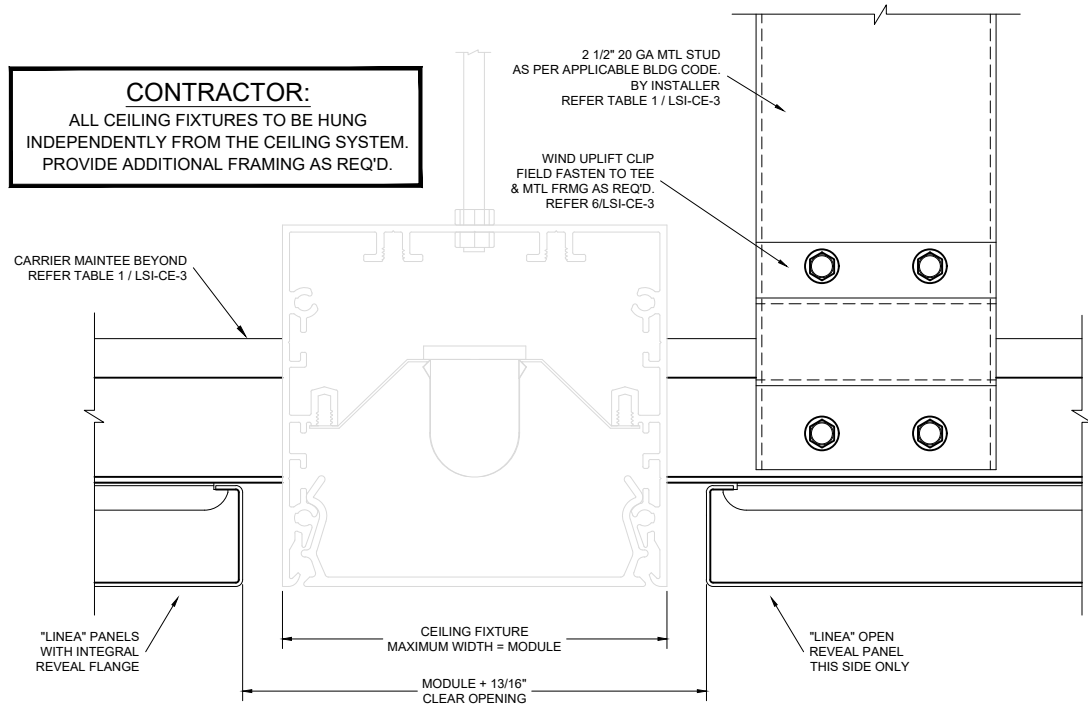 CONTRACTOR:
ALL CEILING FIXTURES TO BE HUNG
INDEPENDENTLY FROM THE CEILING SYSTEM.
PROVIDE ADDITIONAL FRAMING AS REQ'D.
2 1/2" 20 GA MTL STUD
AS PER APPLICABLE BLDG CODE.
BY INSTALLER
REFER TABLE 1 / LSI-CE-3
WIND UPLIFT CLIP
FIELD FASTEN TO TEE
& MTL FRMG AS REQ'D.
REFER 6/LSI-CE-3
CARRIER MAINTEE BEYOND
REFER TABLE 1 / LSI-CE-3
"LINEA" PANELS
WITH INTEGRAL
REVEAL FLANGE
CEILING FIXTURE
MAXIMUM WIDTH = MODULE
"LINEA" OPEN
REVEAL PANEL
THIS SIDE ONLY
MODULE + 13/16"
CLEAR OPENING